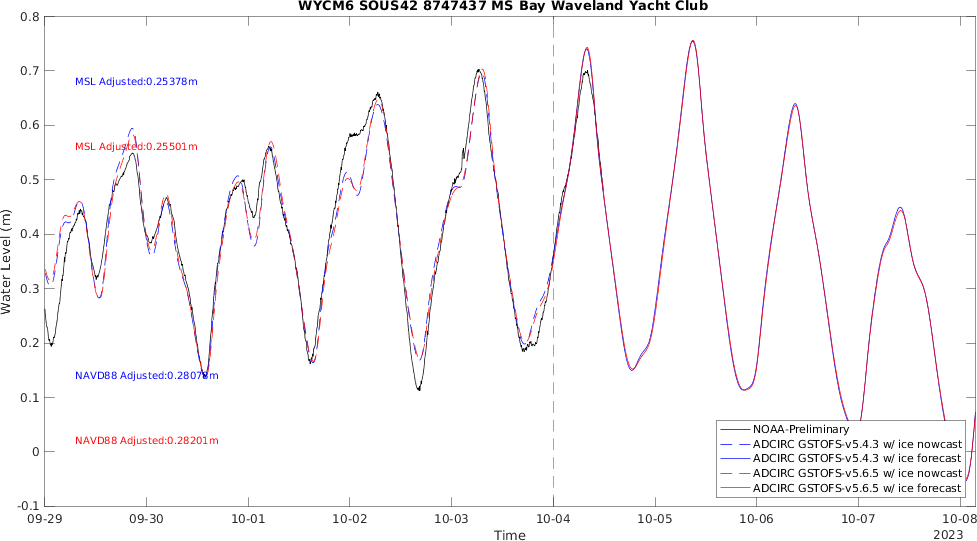 WYCM6 SOUS42 8747437 MS Bay Waveland Yacht Club
0.8
0.7
0.6
0.5
0.4
0.3
0.2
0.1
0
-0.1
Water Level (m)
MSL Adjusted:0.25378m
MSL Adjusted:0.25501m
NAVD88 Adjusted:0.28078m
NAVD88 Adjusted:0.28201m
NOAA-Preliminary
ADCIRC GSTOFS-v5.4.3 w/ ice nowcast
ADCIRC GSTOFS-v5.4.3 w/ ice forecast
ADCIRC GSTOFS-v5.6.5 w/ ice nowcast
ADCIRC GSTOFS-v5.6.5 w/ ice forecast
09-29 09-30 10-01 10-02 10-03 10-04 10-05 10-06 10-07 10-08
Time
2023